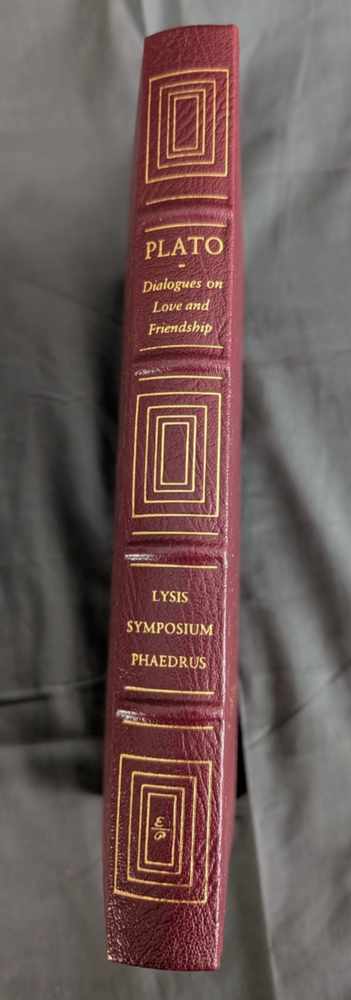 PLATO
-
Dialogues on
Love and
Friendship
LYSIS
SYMPOSIUM
PHAEDRUS
E
P